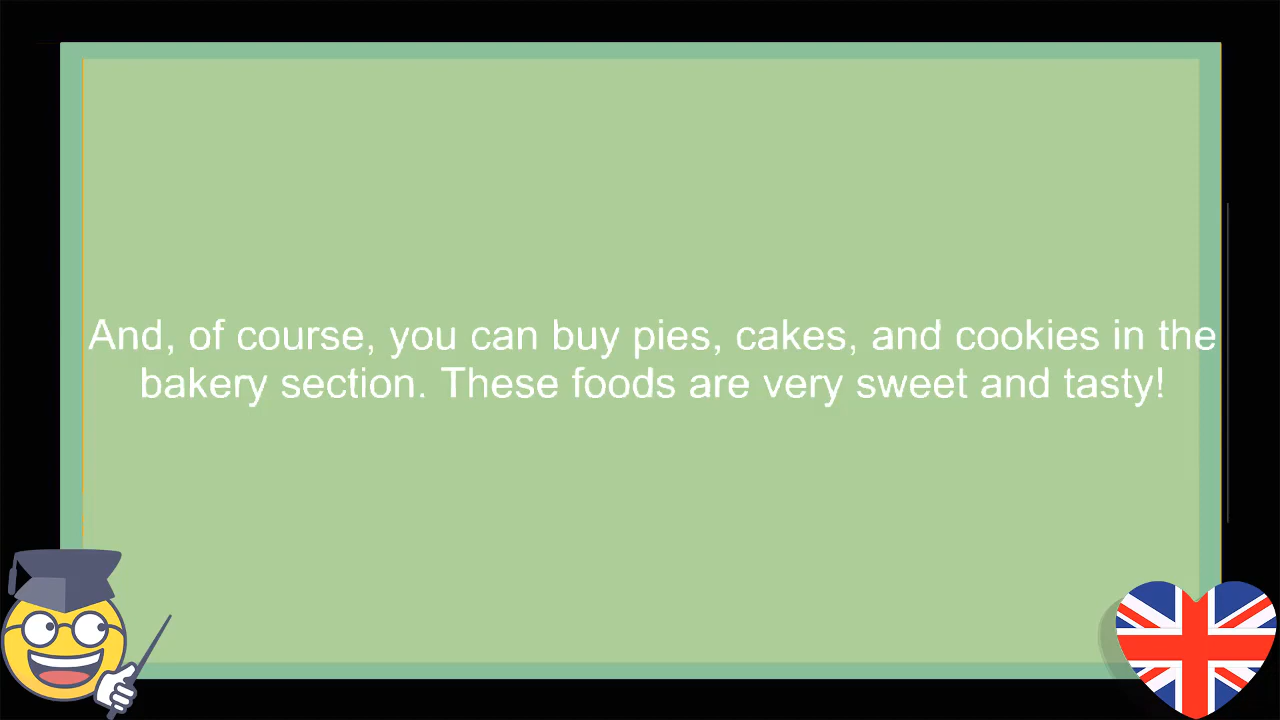 And, of course, you can buy pies, cakes, and cookies in the
bakery section. These foods are very sweet and tasty!